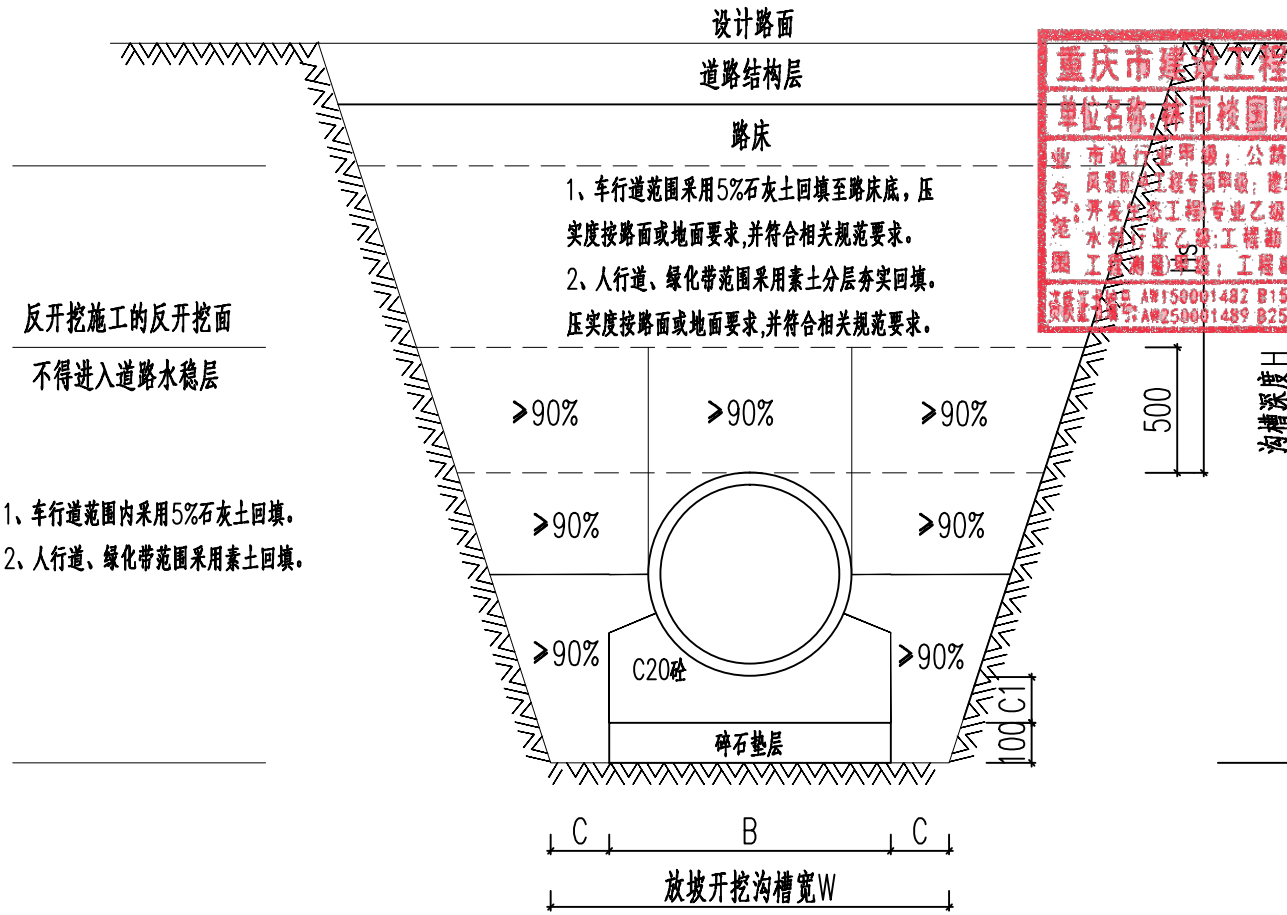 设计路面
道路结构层
路床
1、车行道范围采用5%石灰土回填至路床底，压
实度按路面或地面要求,并符合相关规范要求。
2、人行道、绿化带范围采用素土分层夯实回填。
压实度按路面或地面要求,并符合相关规范要求。
反开挖施工的反开挖面
不得进入道路水稳层
1、车行道范围内采用5%石灰土回填。
2、人行道、绿化带范围采用素土回填。
≥90%
≥90%
≥90%
≥90%
≥90%
≥90%
≥90%
C20砼
碎石垫层
C
B
C
放坡开挖沟槽宽W
100
C1
500
Hs
沟槽深度H
重庆市建设工程
单位名称:林同棪国际
业务范围:
市政行业甲级；公路
工程专项甲级；建
工程专业乙级
水利行业乙级;工程勘
工程测量)甲级；工程
AW150001482 B15
AW250001489 B25